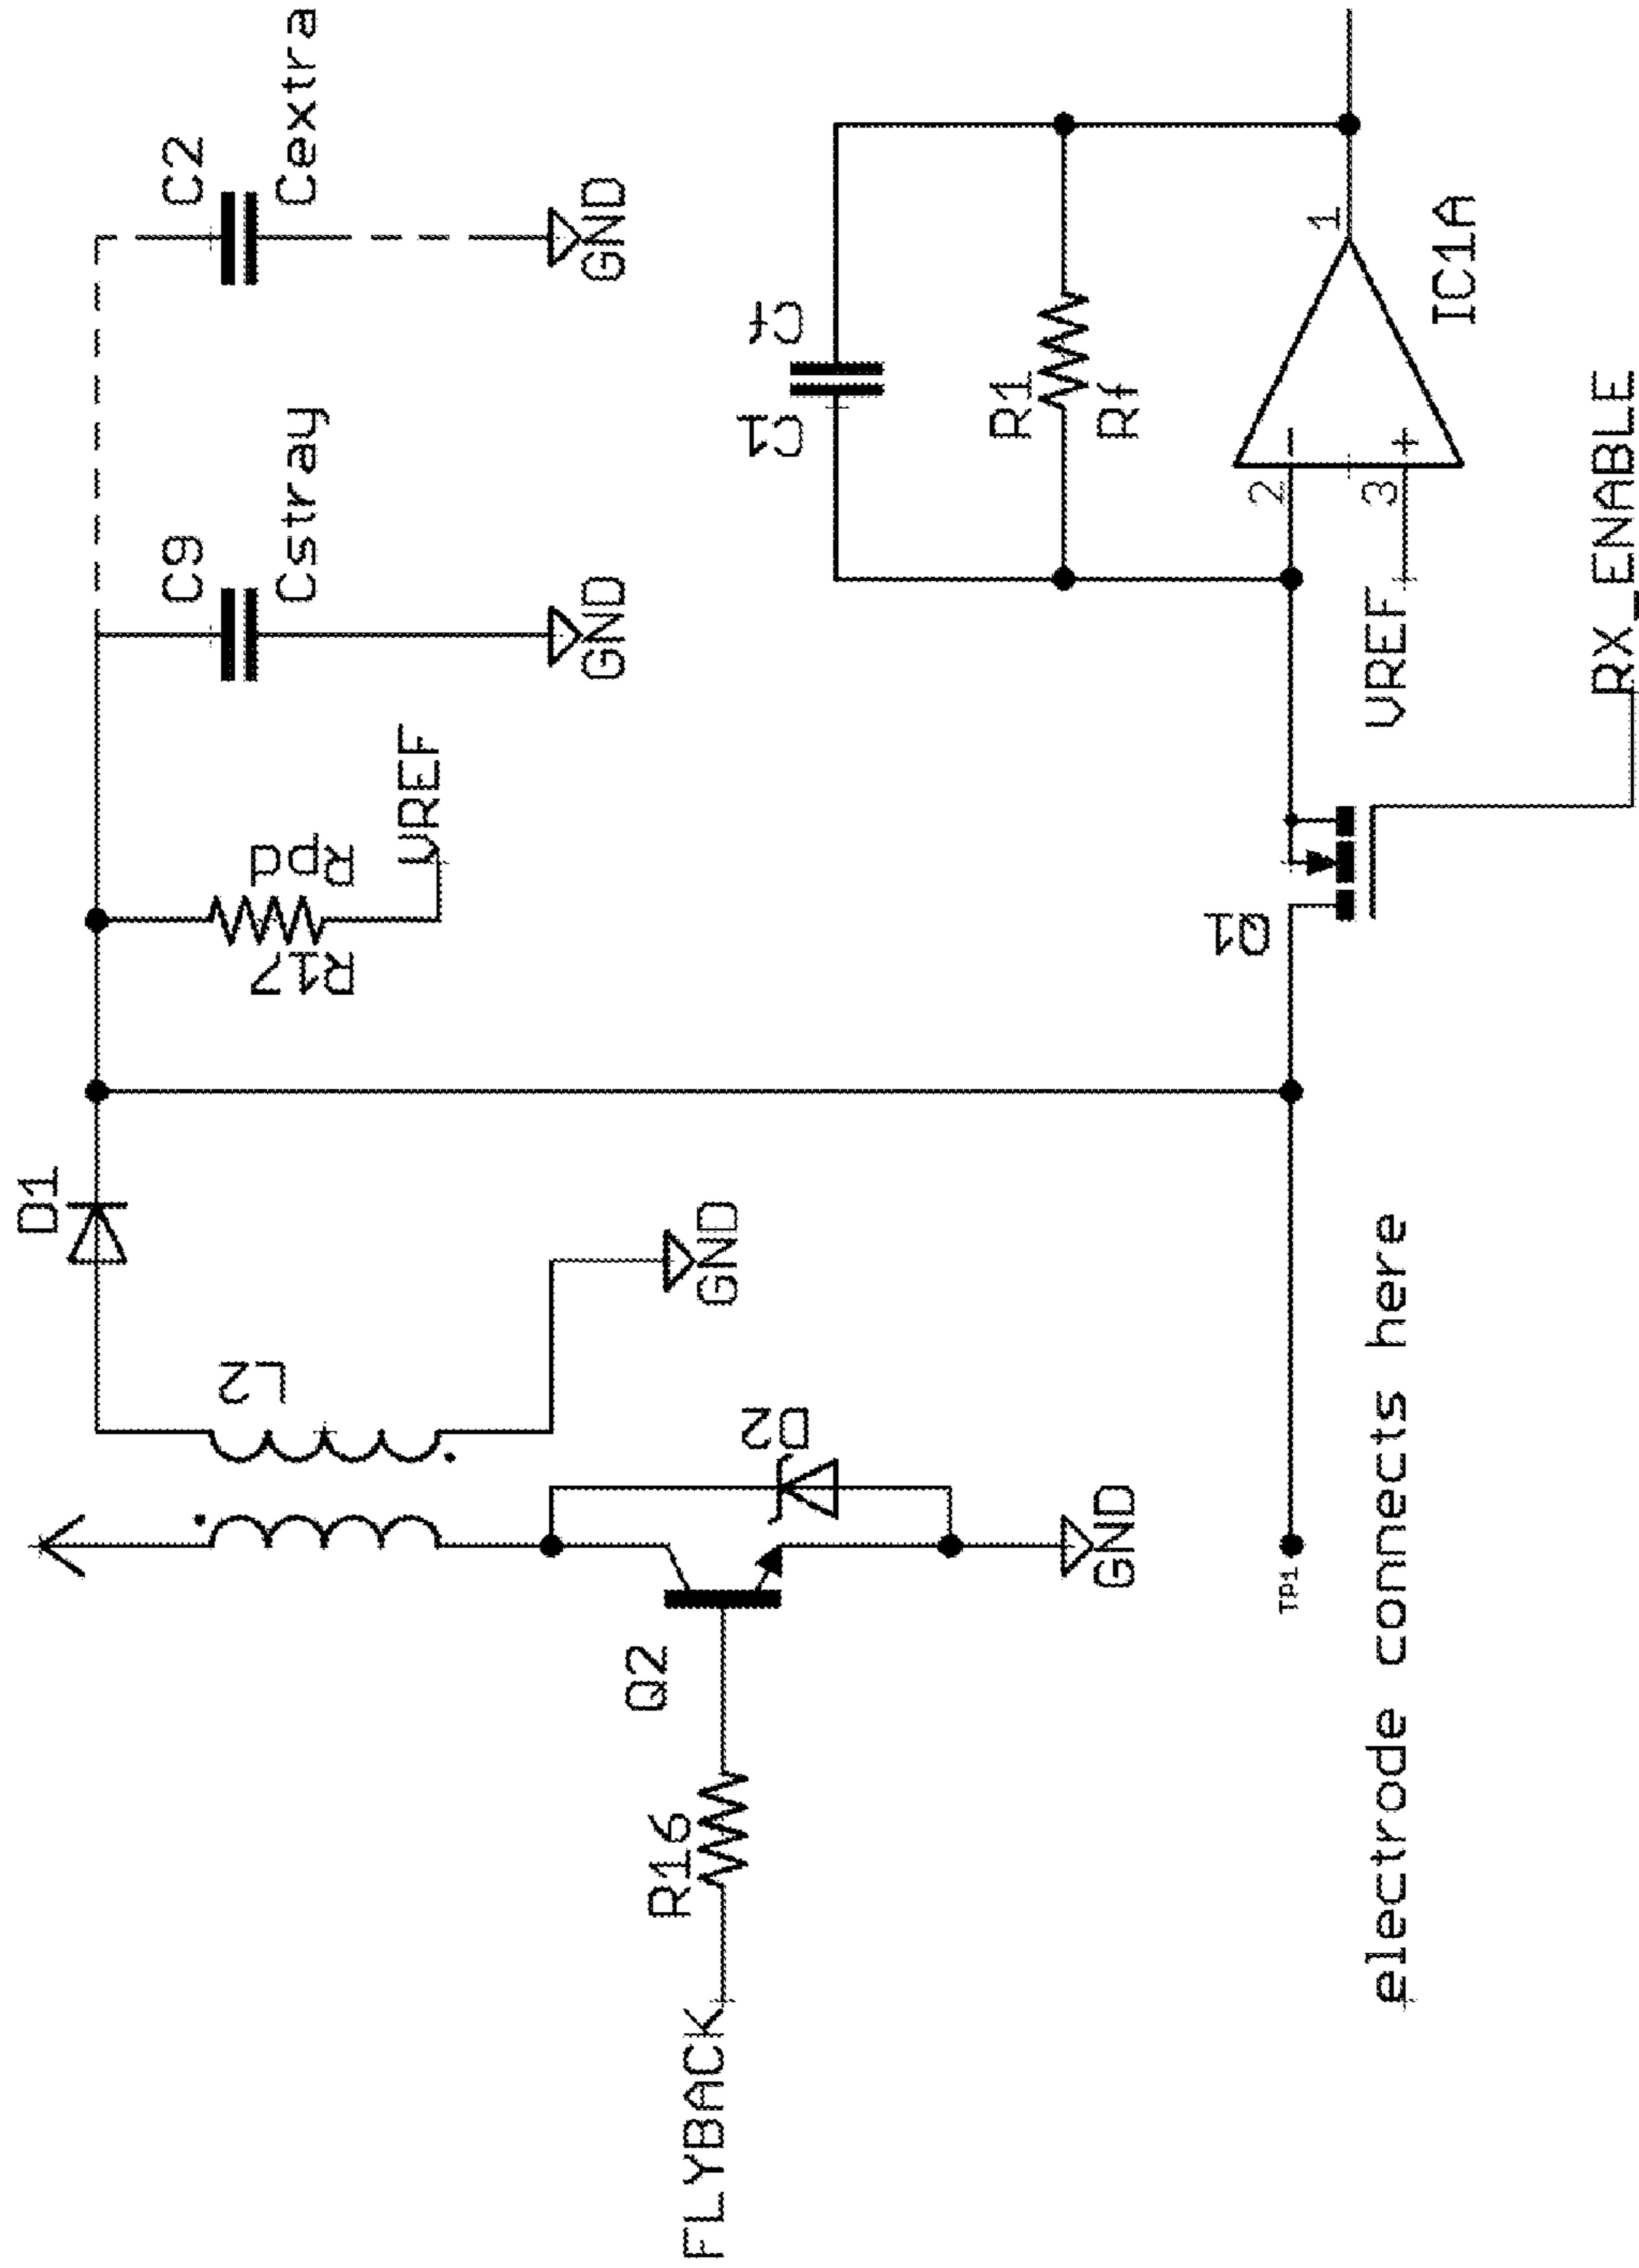 C2
Cextra
GND
C9
Cstray
GND
Rpd
R17
VREF
D1
L2
GND
D2
GND
Q2
R16
FLYBACK
C1
Cf
R1
Rf
2
3
1
IC1A
VREF
Q1
RX_ENABLE
TP1
electrode connects here